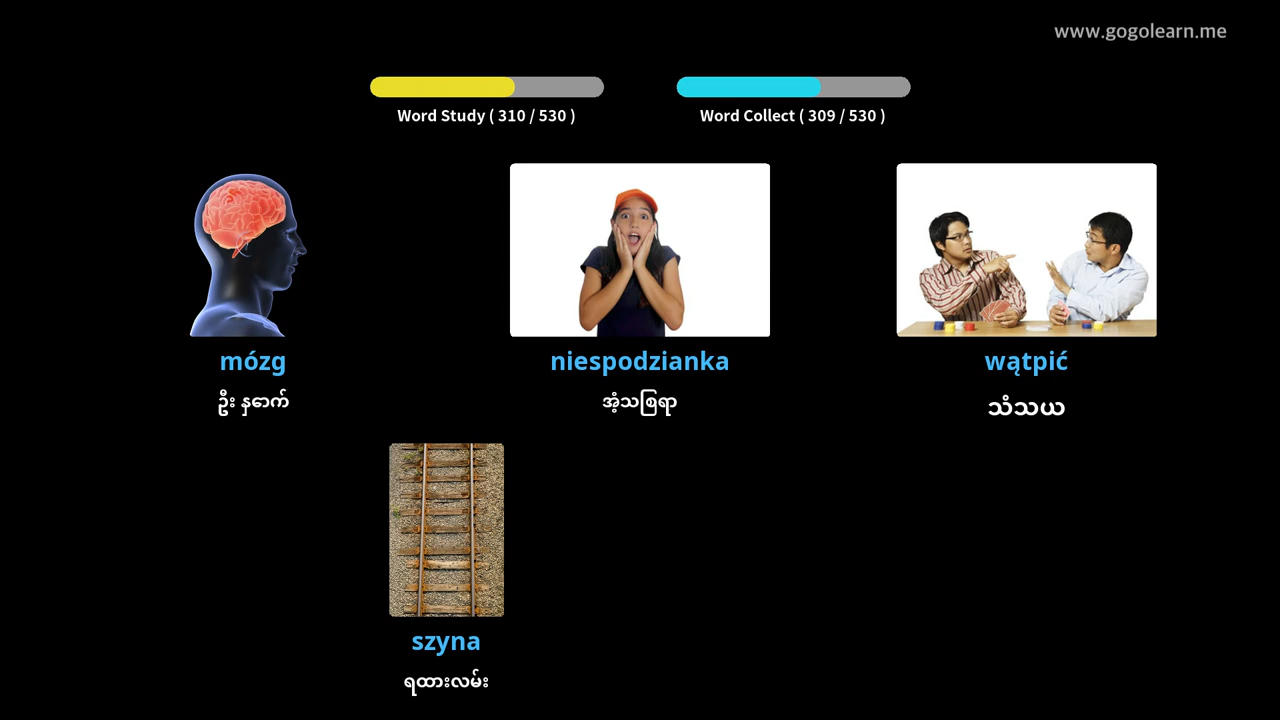 www.gogolearn.me
Word Study ( 310 / 530 )
Word Collect ( 309 / 530 )
mózg
ဦး နှောက်
niespodzianka
အံ့သစြရာ
wątpić
သံသယ
szyna
ရထားလမ်း